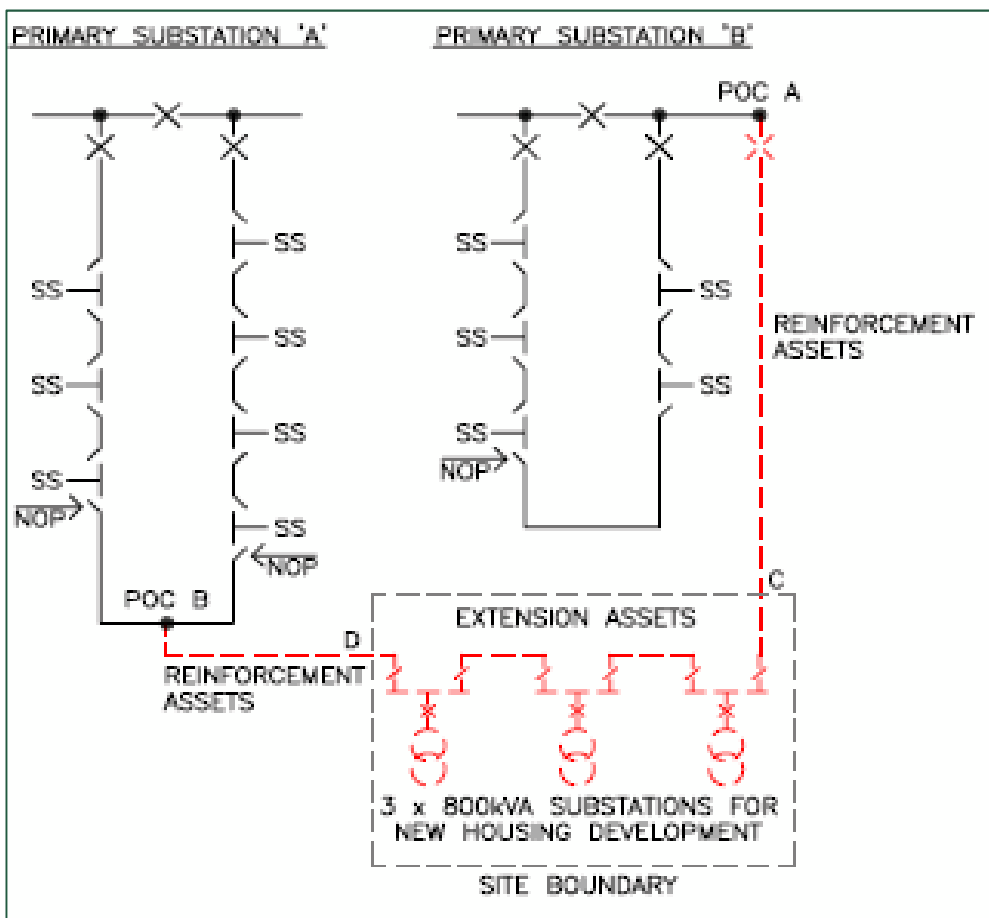 PRIMARY SUBSTATION 'A'
PRIMARY SUBSTATION 'B'
POC A
SS
SS
SS
SS
SS
SS
SS
NOP
NOP
POC B
SS
SS
SS
SS
SS
NOP
REINFORCEMENT
ASSETS
C
D
REINFORCEMENT
ASSETS
EXTENSION ASSETS
3 x 800kVA SUBSTATIONS FOR
NEW HOUSING DEVELOPMENT
SITE BOUNDARY